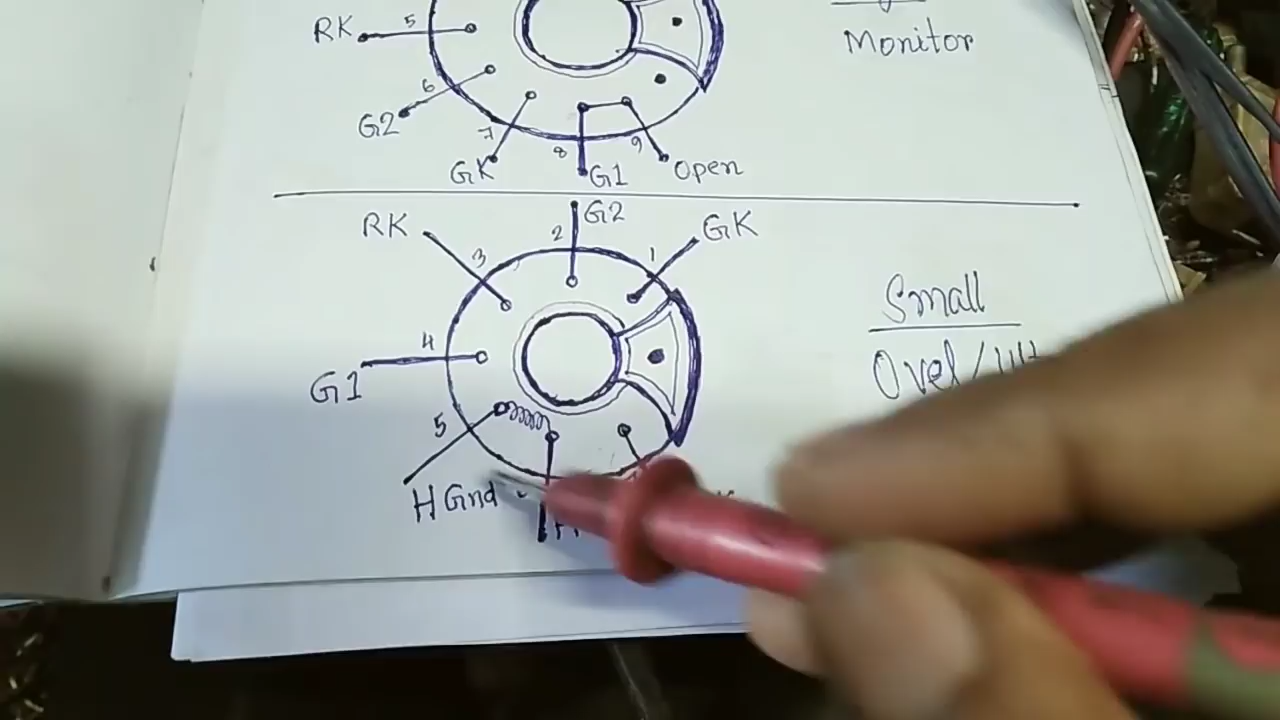 RK 5
Monitor
6
G2
7
GK
8
G1
9
Open
RK
G2
GK
3
2
1
Small
4
G1
Ovel/
5
H Gnd